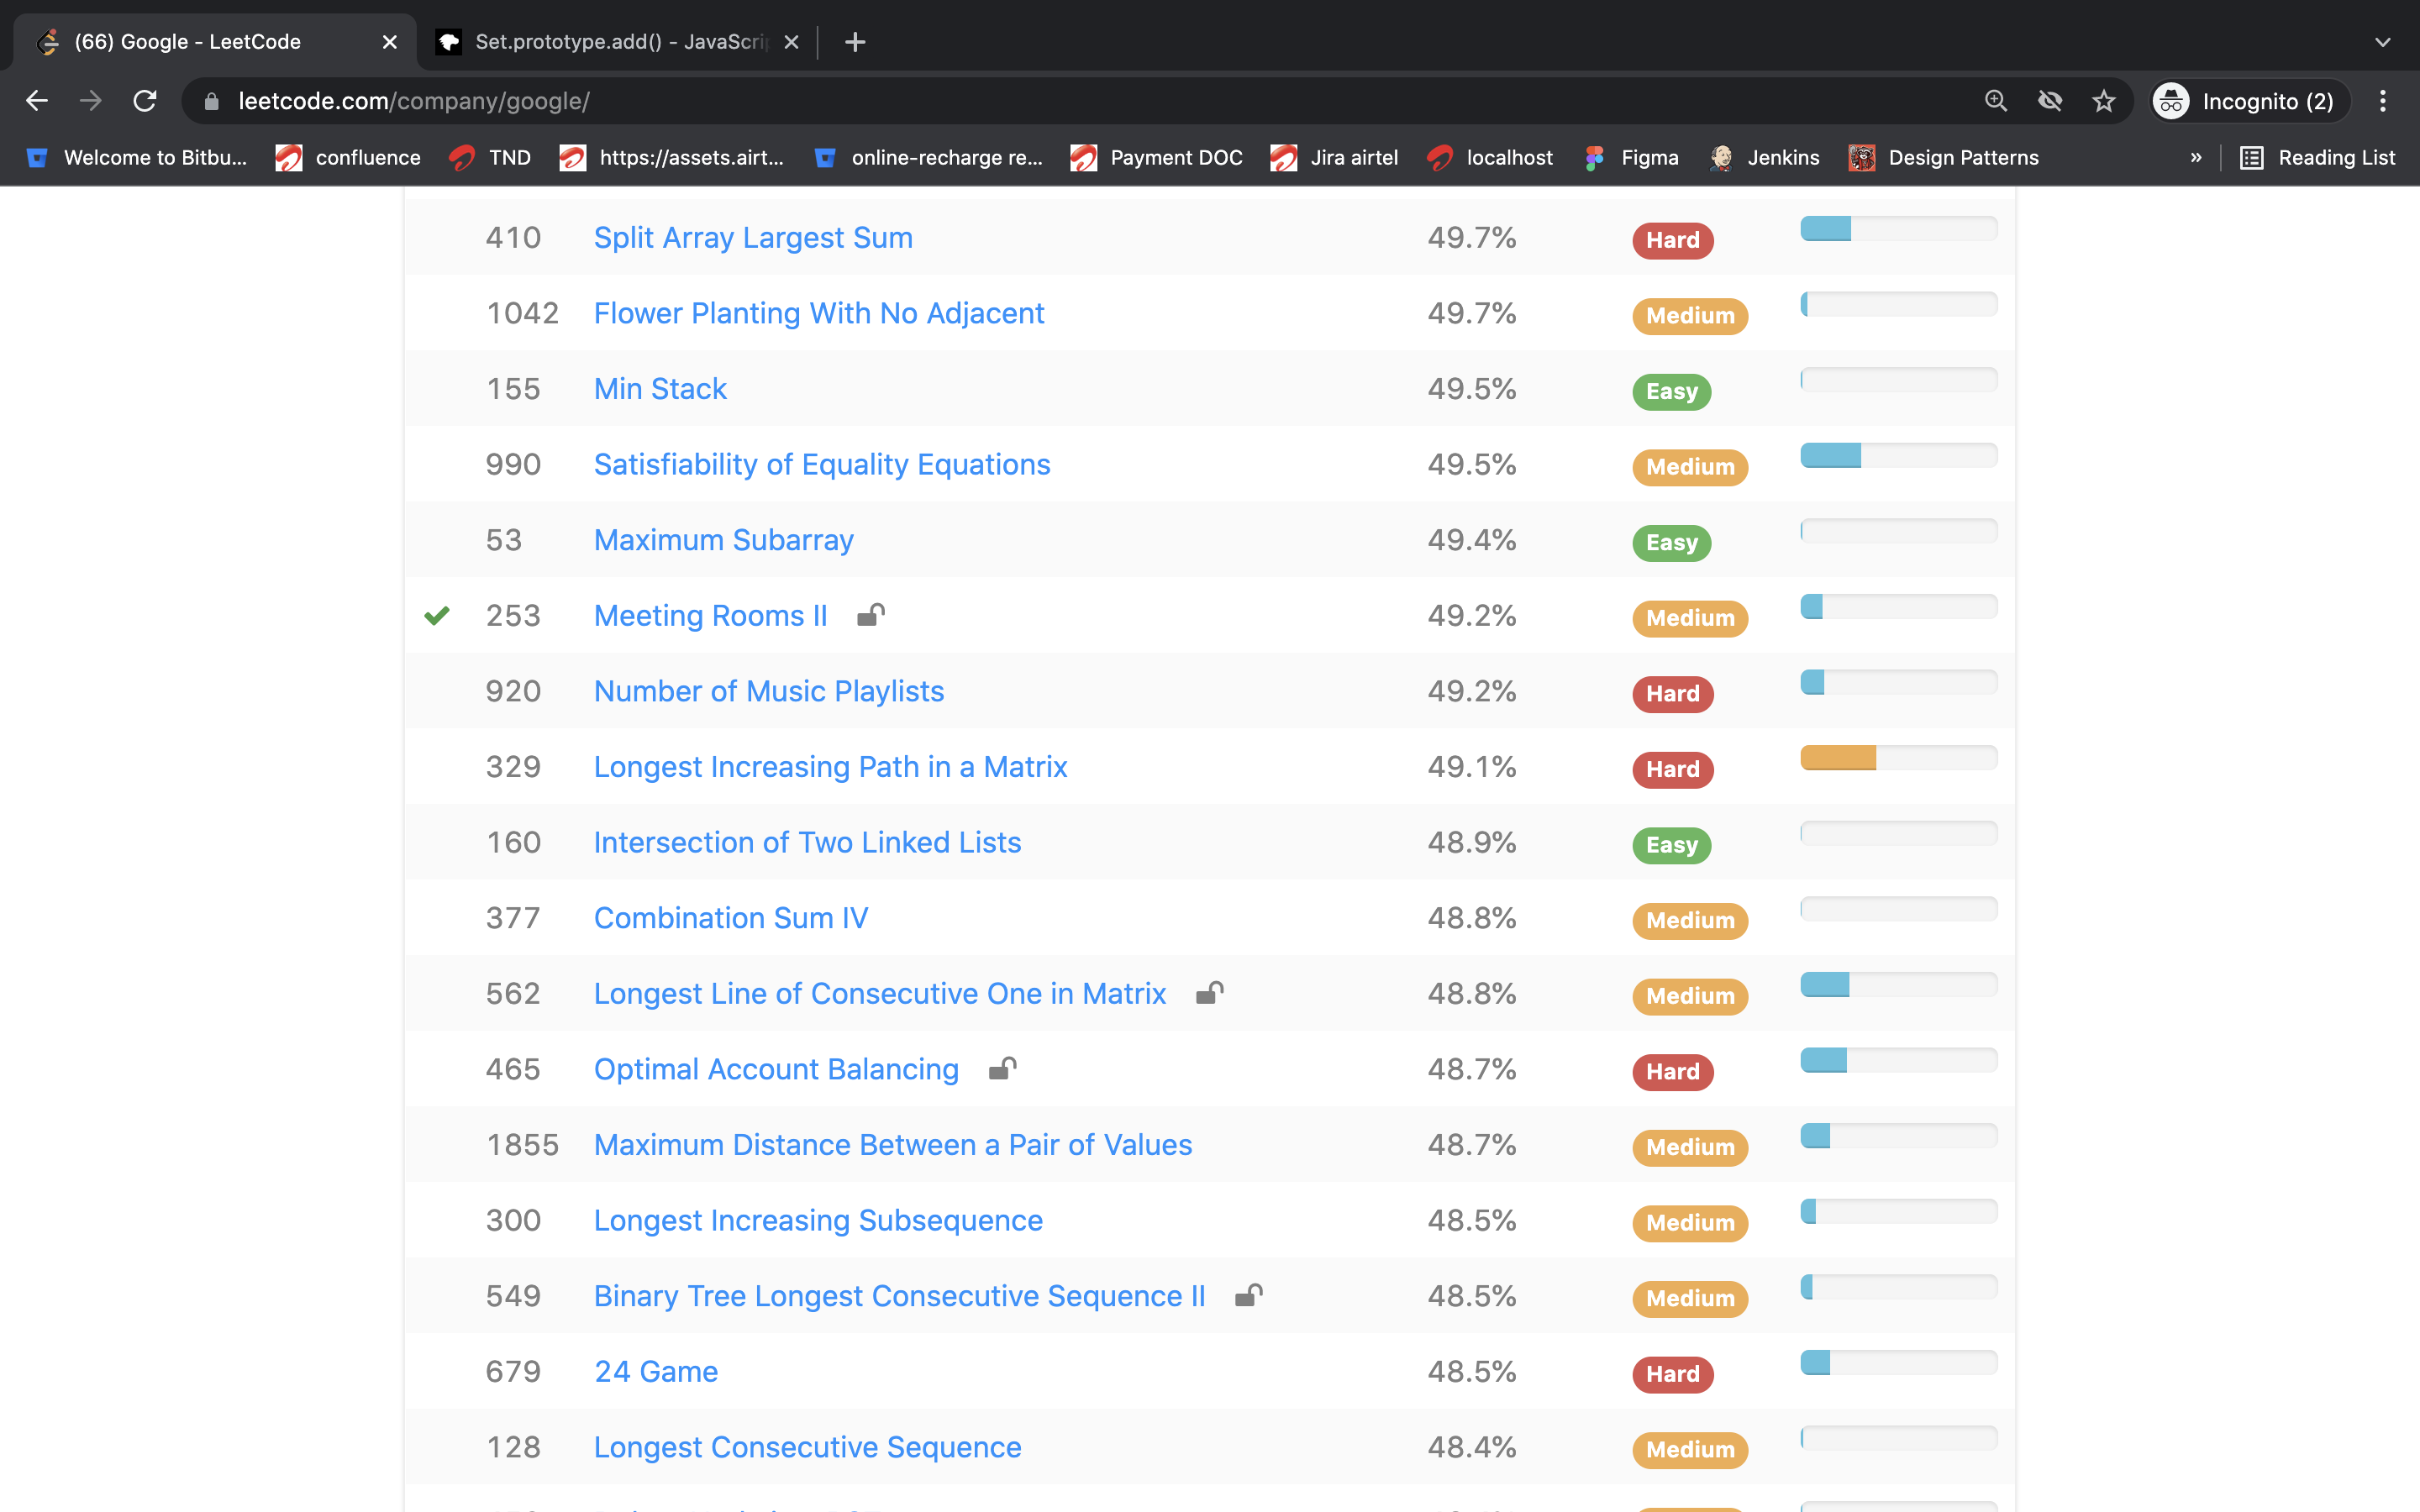 (66) Google - LeetCode
Set.prototype.add() - JavaScri
leetcode.com/company/google/
Incognito (2)
Welcome to Bitbu... confluence TND https://assets.airt... online-recharge re... Payment DOC Jira airtel localhost Figma Jenkins Design Patterns » Reading List
410 Split Array Largest Sum 49.7% Hard
1042 Flower Planting With No Adjacent 49.7% Medium
155 Min Stack 49.5% Easy
990 Satisfiability of Equality Equations 49.5% Medium
53 Maximum Subarray 49.4% Easy
253 Meeting Rooms II 49.2% Medium
920 Number of Music Playlists 49.2% Hard
329 Longest Increasing Path in a Matrix 49.1% Hard
160 Intersection of Two Linked Lists 48.9% Easy
377 Combination Sum IV 48.8% Medium
562 Longest Line of Consecutive One in Matrix 48.8% Medium
465 Optimal Account Balancing 48.7% Hard
1855 Maximum Distance Between a Pair of Values 48.7% Medium
300 Longest Increasing Subsequence 48.5% Medium
549 Binary Tree Longest Consecutive Sequence II 48.5% Medium
679 24 Game 48.5% Hard
128 Longest Consecutive Sequence 48.4% Medium